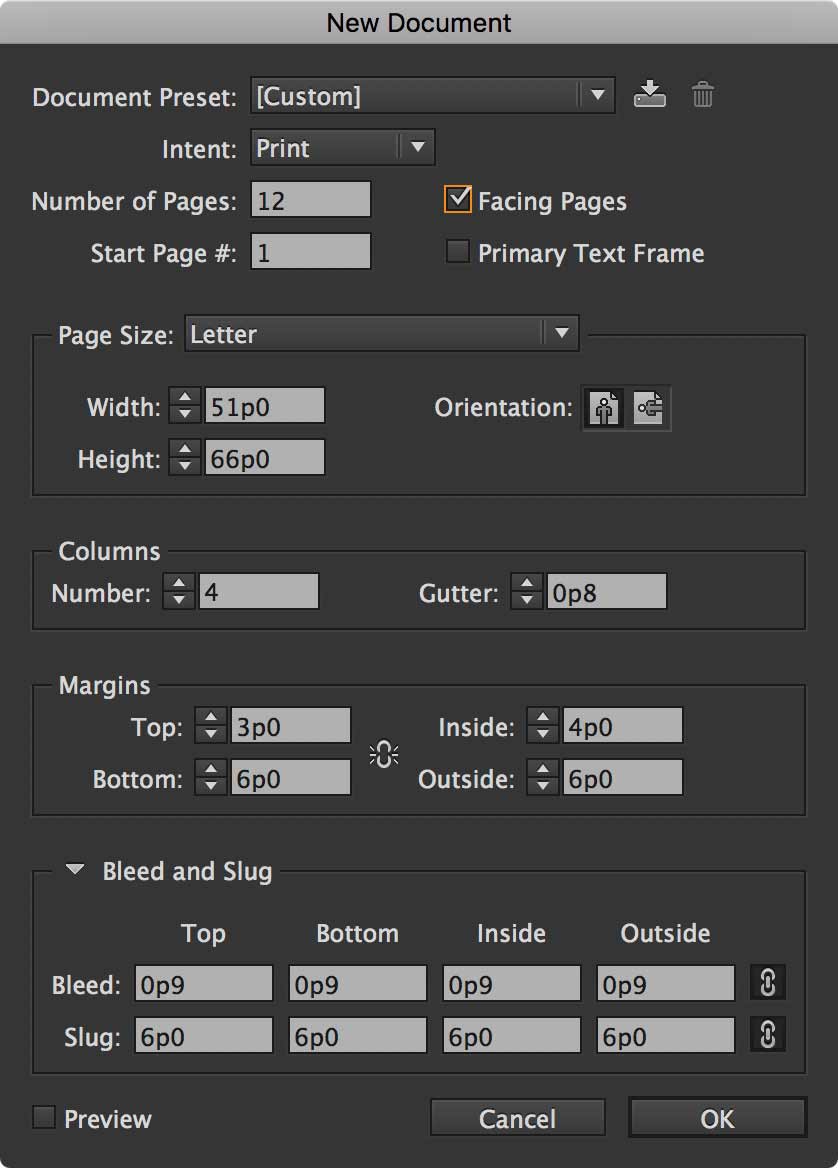 New Document
Document Preset: [Custom]
Intent: Print
Number of Pages: 12 Facing Pages
Start Page #: 1 Primary Text Frame
Page Size: Letter
Width: 51p0 Orientation:
Height: 66p0
Columns
Number: 4 Gutter: 0p8
Margins
Top: 3p0 Inside: 4p0
Bottom: 6p0 Outside: 6p0
Bleed and Slug
Top Bottom Inside Outside
Bleed: 0p9 0p9 0p9 0p9
Slug: 6p0 6p0 6p0 6p0
Preview Cancel OK